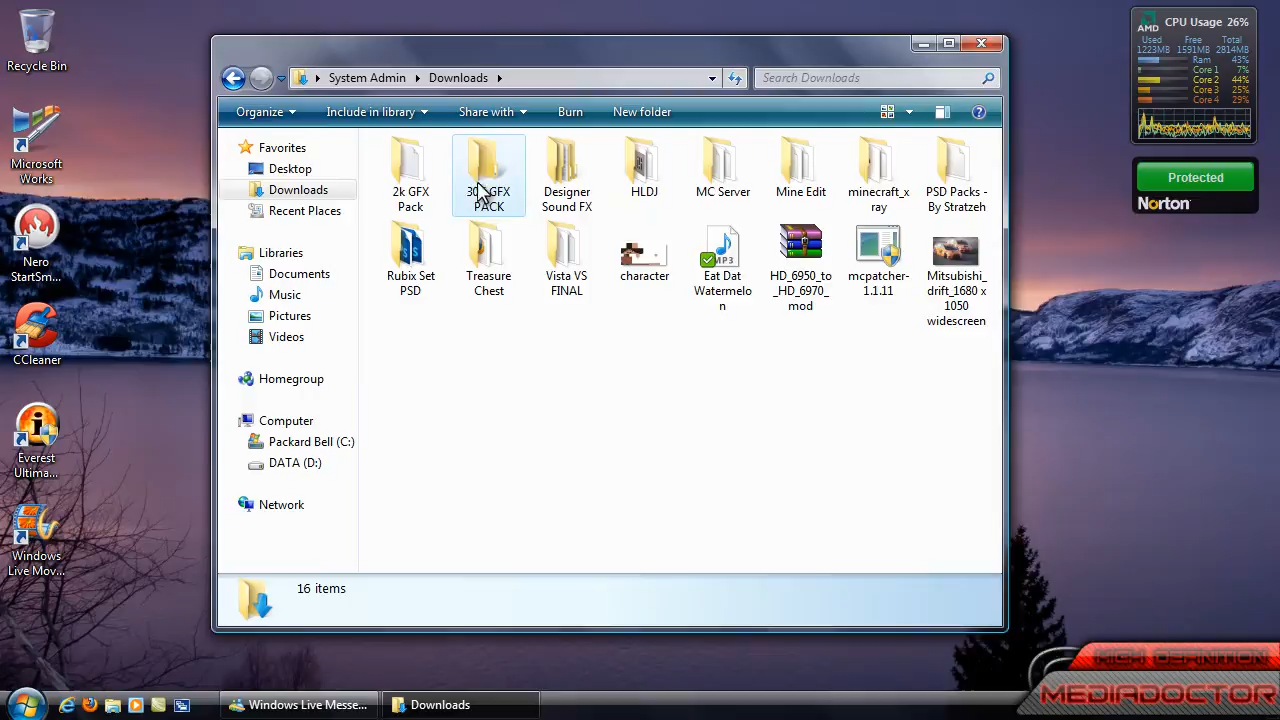 Recycle Bin
Microsoft
Works
Nero
StartSm...
CCleaner
Everest
Ultima...
Windows
Live Mov...
System Admin
Downloads
Search Downloads
Organize
Include in library
Share with
Burn
New folder
Favorites
Desktop
Downloads
Recent Places
Libraries
Documents
Music
Pictures
Videos
Homegroup
Computer
Packard Bell (C:)
DATA (D:)
Network
2k GFX
Pack
GFX
PACK
Designer
Sound FX
HLDJ
MC Server
Mine Edit
minecraft_x
ray
PSD Packs -
By Stratzeh
Rubix Set
PSD
Treasure
Chest
Vista VS
FINAL
character
MP3
Eat Dat
Watermelo
n
HD_6950_to
_HD_6970_
mod
mcpatcher-
1.1.11
Mitsubishi_
drift_1680 x
1050
widescreen
16 items
AMD
CPU Usage 26%
Used Free Total
1223MB 1591MB 2814MB
Ram 43%
Core 1 7%
Core 2 44%
Core 3 25%
Core 4 29%
Protected
Norton
Windows Live Messe...
Downloads
HIGH DEFINITION
MEDIADOCTOR